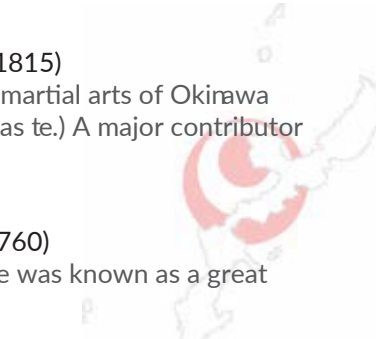 1815)
martial arts of Okinawa
as te.) A major contributor
760)
e was known as a great